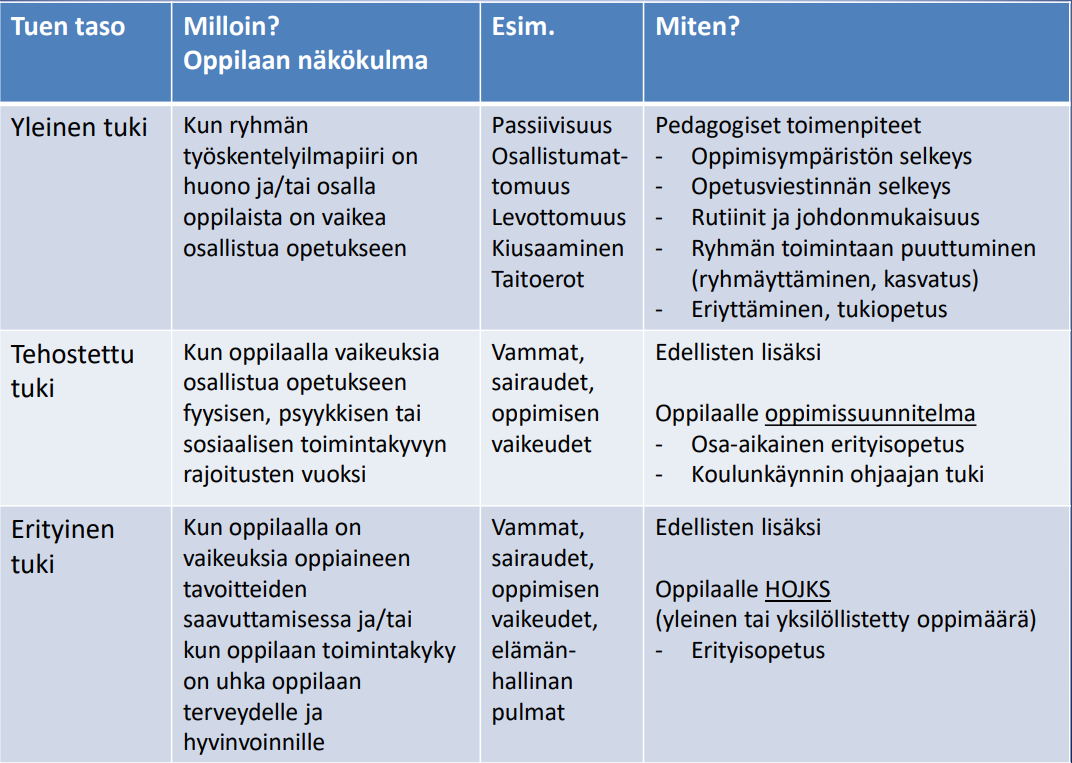 Tuen taso
Milloin?
Oppilaan näkökulma
Esim.
Miten?
Yleinen tuki
Kun ryhmän
työskentelyilmapiiri on
huono ja/tai osalla
oppilaista on vaikea
osallistua opetukseen
Passiivisuus
Osallistumat-
tomuus
Levottomuus
Kiusaaminen
Taitoerot
Pedagogiset toimenpiteet
- Oppimisympäristön selkeys
- Opetusviestinnän selkeys
- Rutiinit ja johdonmukaisuus
- Ryhmän toimintaan puuttuminen
(ryhmäyttäminen, kasvatus)
- Eriyttäminen, tukiopetus
Tehostettu
tuki
Kun oppilaalla vaikeuksia
osallistua opetukseen
fyysisen, psyykkisen tai
sosiaalisen toimintakyvyn
rajoitusten vuoksi
Vammat,
sairaudet,
oppimisen
vaikeudet
Edellisten lisäksi
Oppilaalle oppimissuunnitelma
- Osa-aikainen erityisopetus
- Koulunkäynnin ohjaajan tuki
Erityinen
tuki
Kun oppilaalla on
vaikeuksia oppiaineen
tavoitteiden
saavuttamisessa ja/tai
kun oppilaan toimintakyky
on uhka oppilaan
terveydelle ja
hyvinvoinnille
Vammat,
sairaudet,
oppimisen
vaikeudet,
elämän-
hallinan
pulmat
Edellisten lisäksi
Oppilaalle HOJKS
(yleinen tai yksilöllistetty oppimäärä)
- Erityisopetus